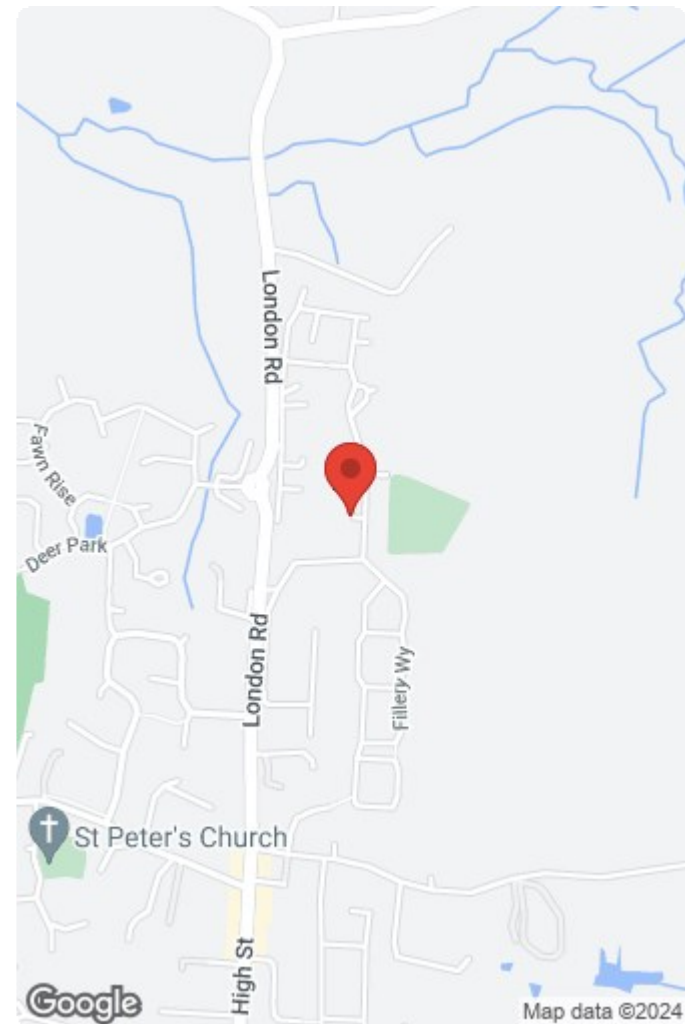 London Rd
Fawn Rise
Deer Park
London Rd
Fillery Wy
St Peter's Church
High St
Google
Map data ©2024